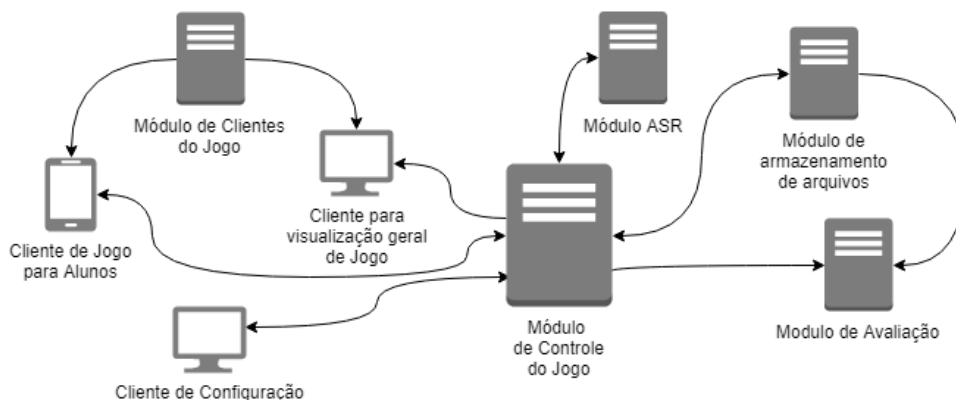 Módulo de Clientes
do Jogo
Módulo ASR
Módulo de
armazenamento
de arquivos
Cliente de Jogo
para Alunos
Cliente para
visualização geral
de Jogo
Módulo
de Controle
do Jogo
Modulo de Avaliação
Cliente de Configuração